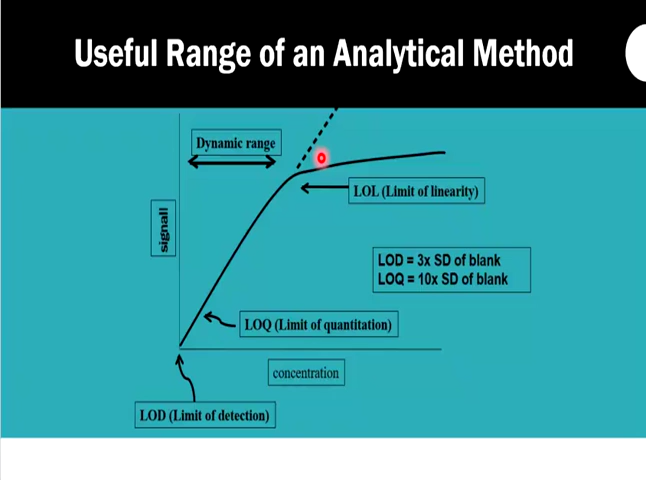 Useful Range of an Analytical Method
Dynamic range
LOL (Limit of linearity)
signall
LOD = 3x SD of blank
LOQ = 10x SD of blank
LOQ (Limit of quantitation)
concentration
LOD (Limit of detection)